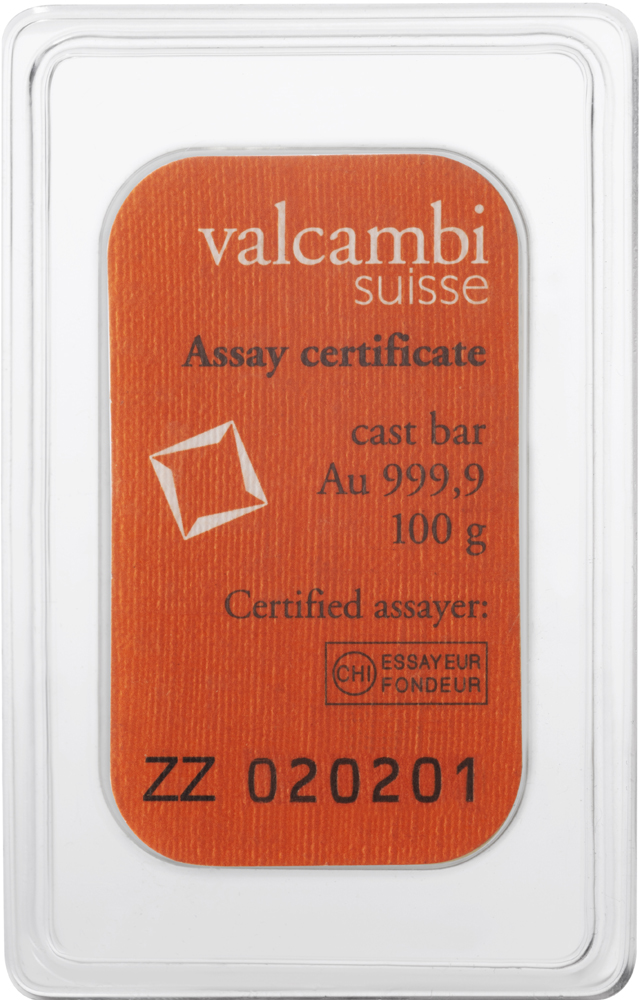 valcambi
suisse
Assay certificate
cast bar
Au 999,9
100 g
Certified assayer:
CHI ESSAYEUR
FONDEUR
ZZ 020201